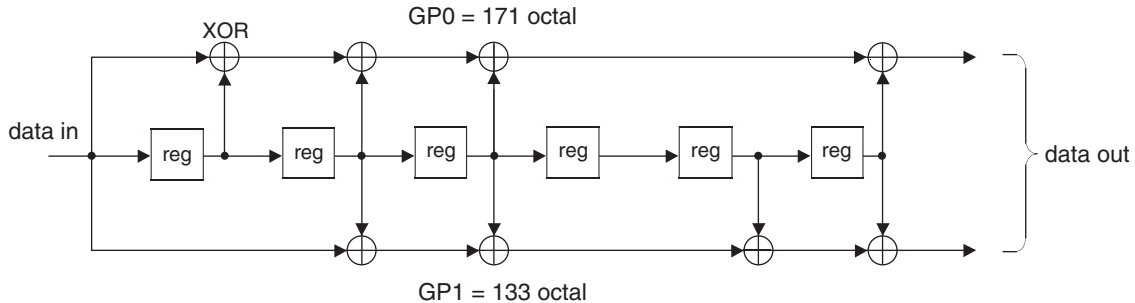 GP0 = 171 octal
XOR
data in
reg reg reg reg reg reg
data out
GP1 = 133 octal